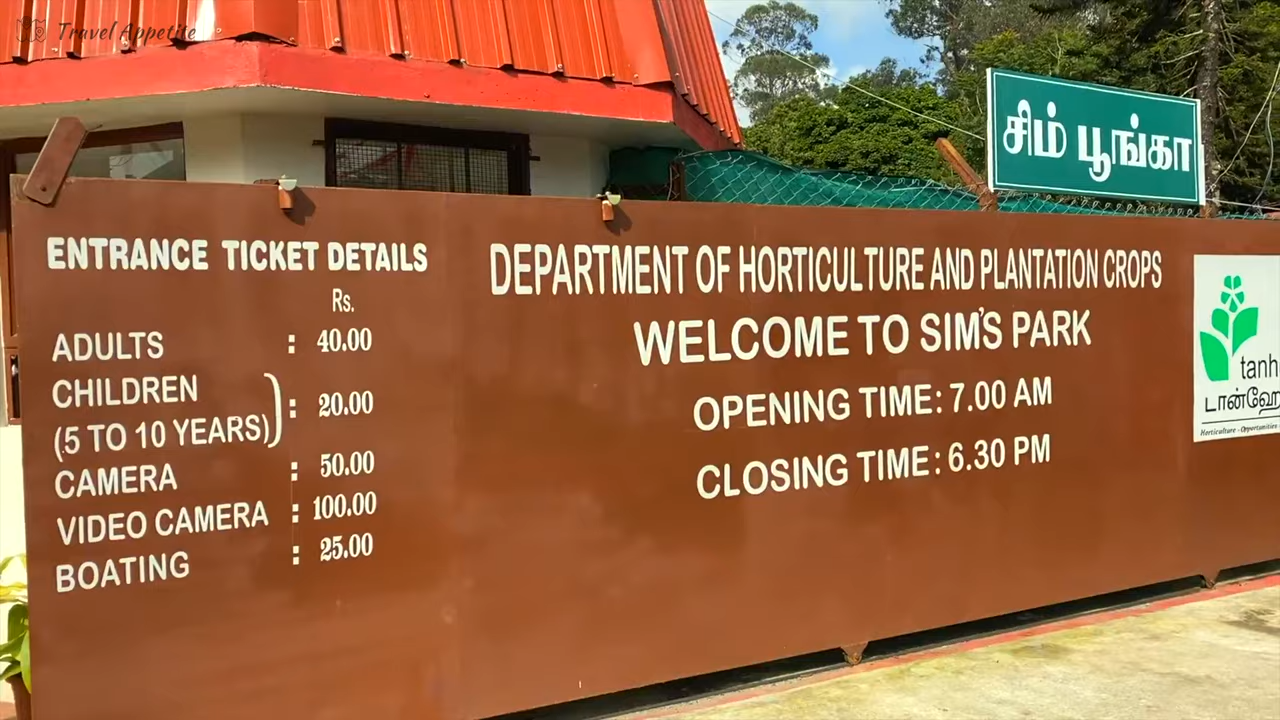 Travel Appetite
சிம் பூங்கா
ENTRANCE TICKET DETAILS
Rs.
ADULTS : 40.00
CHILDREN
(5 TO 10 YEARS) : 20.00
CAMERA : 50.00
VIDEO CAMERA : 100.00
BOATING : 25.00
DEPARTMENT OF HORTICULTURE AND PLANTATION CROPS
WELCOME TO SIM'S PARK
OPENING TIME: 7.00 AM
CLOSING TIME: 6.30 PM
tanh
டான்ஹோ
Horticulture - Opportunities